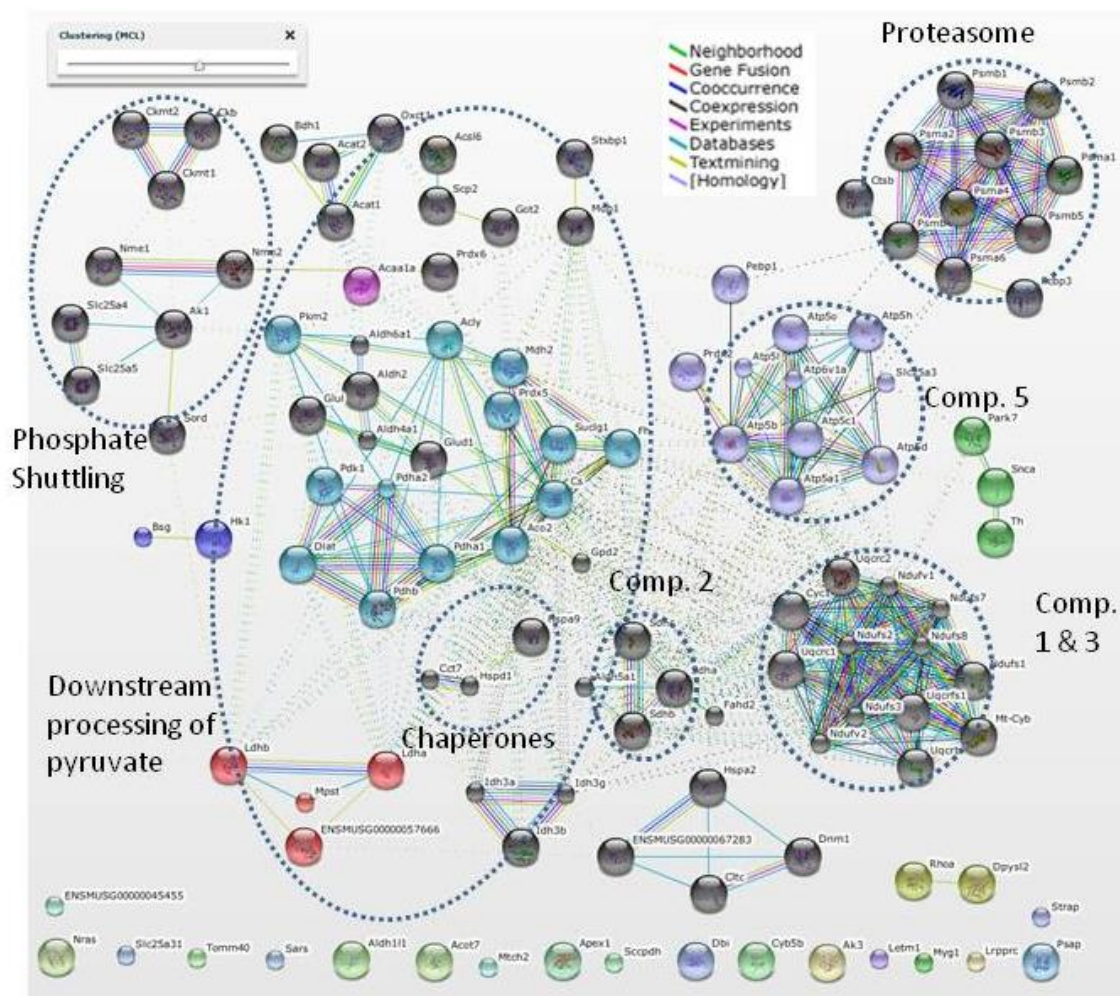 Clustering (MCL)
Neighborhood
Gene Fusion
Cooccurrence
Coexpression
Experiments
Databases
Textmining
[Homology]
Proteasome
Psmb1
Psmb2
Psma2
Psmb3
Psma1
Psma4
Psmb5
Psma6
Ctsb
Ckmt2
Ckb
Ckmt1
Bdh1
Acat2
Oxct1
Acat1
Acsl6
Scp2
Got2
Stxbp1
Prdx6
Acaa1a
Nme1
Nme2
Slc25a4
Ak1
Slc25a5
Sord
Phosphate
Shuttling
Pkm2
Aldh6a1
Acly
Mdh2
Aldh2
Glul
Prdx5
Aldh4a1
Glud1
Suclg1
Pdk1
Pdha2
Cs
Aco2
Dlat
Pdha1
Pdhb
Gpd2
Bsg
Hk1
Pebp1
Atp5o
Atp5h
Atp5l
Atp6v1a
Slc25a3
Atp5b
Atp5c1
Atp5d
Atp5a1
Comp. 5
Park7
Snca
Th
Comp. 2
Aldh5a1
Sdhb
Fahd2
Uqcrc2
Ndufv1
Ndufs7
Ndufs2
Ndufs8
Uqcrc1
Ndufs1
Ndufs3
Uqcrfs1
Ndufv2
Mt-Cyb
Comp.
1 & 3
Cct7
Hspd1
Chaperones
Downstream
processing of
pyruvate
Ldhb
Ldha
Mpst
ENSMUSG00000057666
Idh3a
Idh3g
Idh3b
Hspa2
ENSMUSG00000067283
Dnm1
Cltc
Rhoa
Dpysl2
Strap
ENSMUSG00000045455
Nras
Slc25a31
Tomm40
Sars
Aldh1l1
Acot7
Mtch2
Apex1
Sccpdh
Dbi
Cyb5b
Ak3
Letm1
Myg1
Lrpprc
Psap